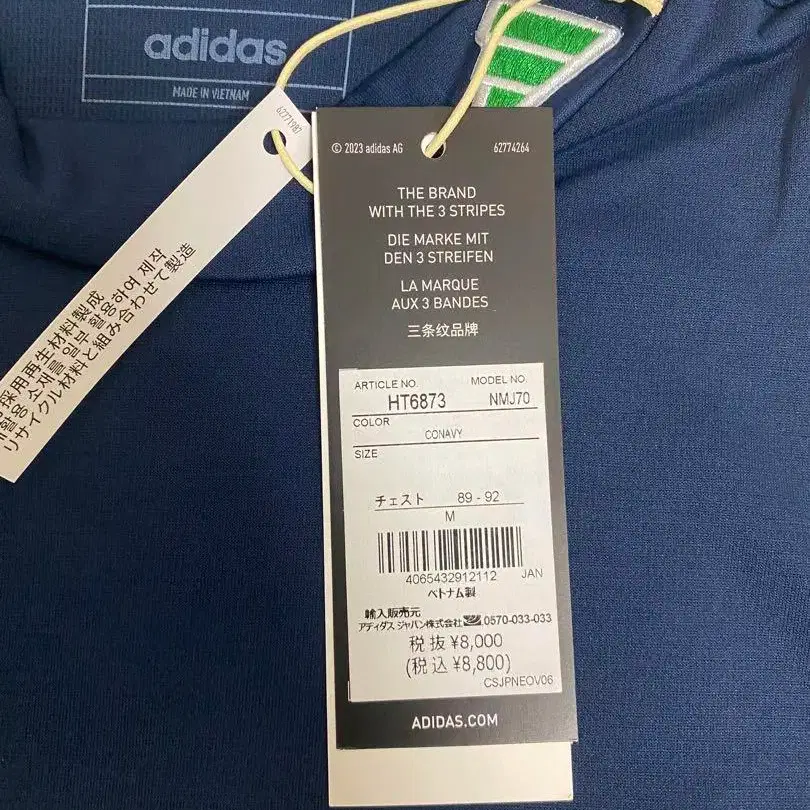 adidas
MADE IN VIETNAM
62771987
採用再生材料製成
활용 소재를 일부 활용하여 제작
リサイクル材料と組み合わせて製造
© 2023 adidas AG
62774264
THE BRAND
WITH THE 3 STRIPES
DIE MARKE MIT
DEN 3 STREIFEN
LA MARQUE
AUX 3 BANDES
三条纹品牌
ARTICLE NO. MODEL NO.
HT6873 NMJ70
COLOR
CONAVY
SIZE
チェスト 89 - 92
M
4065432912112 JAN
ベトナム製
輸入販売元
アディダス ジャパン株式会社 0570-033-033
税抜 ¥8,000
(税込 ¥8,800)
CSJPNEOV06
ADIDAS.COM